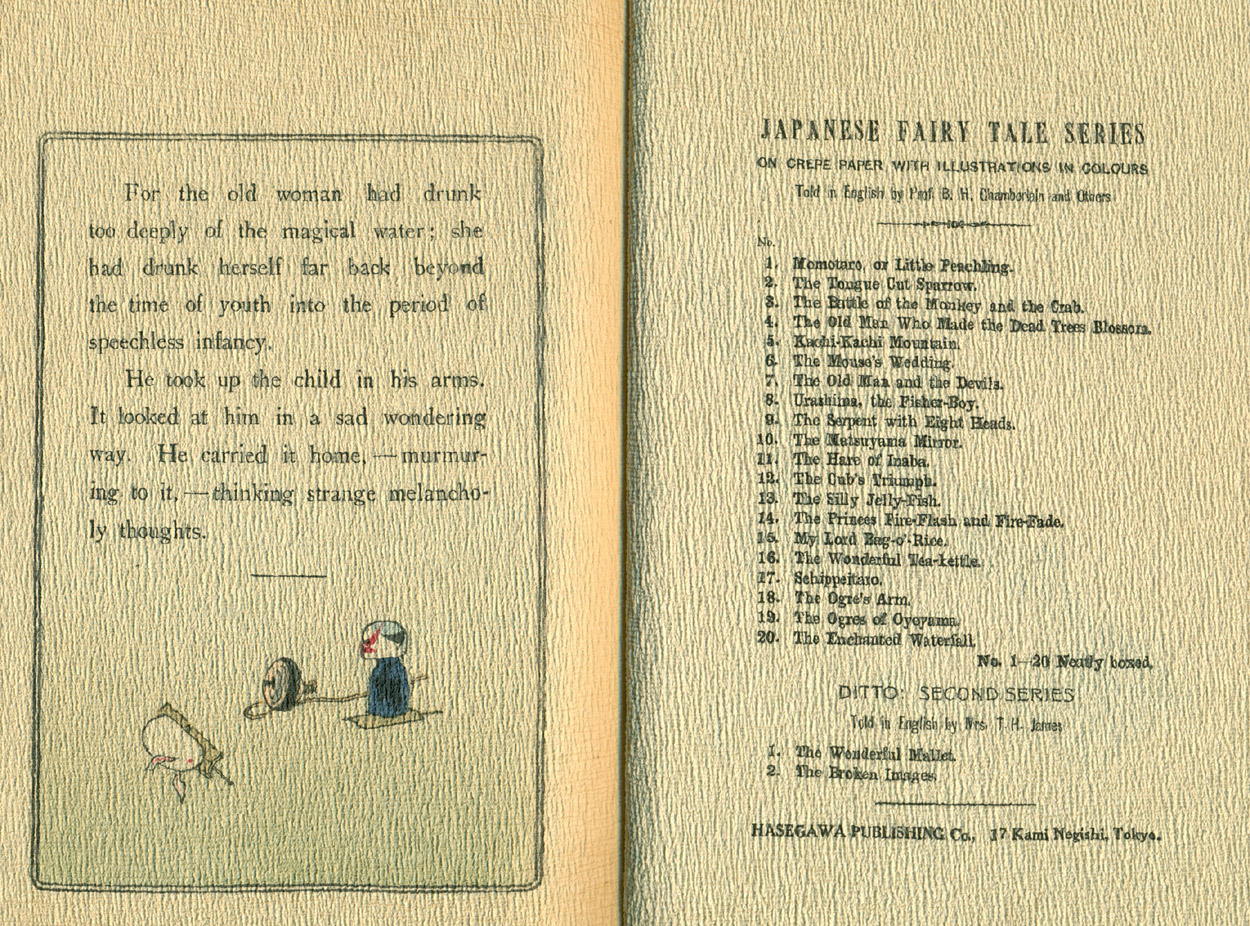 For the old woman had drunk
too deeply of the magical water; she
had drunk herself far back beyond
the time of youth into the period of
speechless infancy.
He took up the child in his arms.
It looked at him in a sad wondering
way. He carried it home,—murmur-
ing to it,—thinking strange melancho-
ly thoughts.
JAPANESE FAIRY TALE SERIES
ON CREPE PAPER WITH ILLUSTRATIONS IN COLOURS
Told in English by Prof. B. H. Chamberlain and Others
No.
1. Momotaro, or Little Peachling.
2. The Tongue Cut Sparrow.
3. The Battle of the Monkey and the Crab.
4. The Old Man Who Made the Dead Trees Blossom.
5. Kachi-Kachi Mountain.
6. The Mouse's Wedding.
7. The Old Man and the Devils.
8. Urashima, the Fisher-Boy.
9. The Serpent with Eight Heads.
10. The Matsuyama Mirror.
11. The Hare of Inaba.
12. The Cub's Triumph.
13. The Silly Jelly-Fish.
14. The Princes Fire-Flash and Fire-Fade.
15. My Lord Bag-o'-Rice.
16. The Wonderful Tea-kettle.
17. Schippeitaro.
18. The Ogre's Arm.
19. The Ogres of Oyeyama.
20. The Enchanted Waterfall.
No. 1—20 Neatly boxed.
DITTO: SECOND SERIES
Told in English by Mrs. T. H. James
1. The Wonderful Mallet.
2. The Broken Images.
HASEGAWA PUBLISHING Co., 17 Kami Negishi, Tokyo.